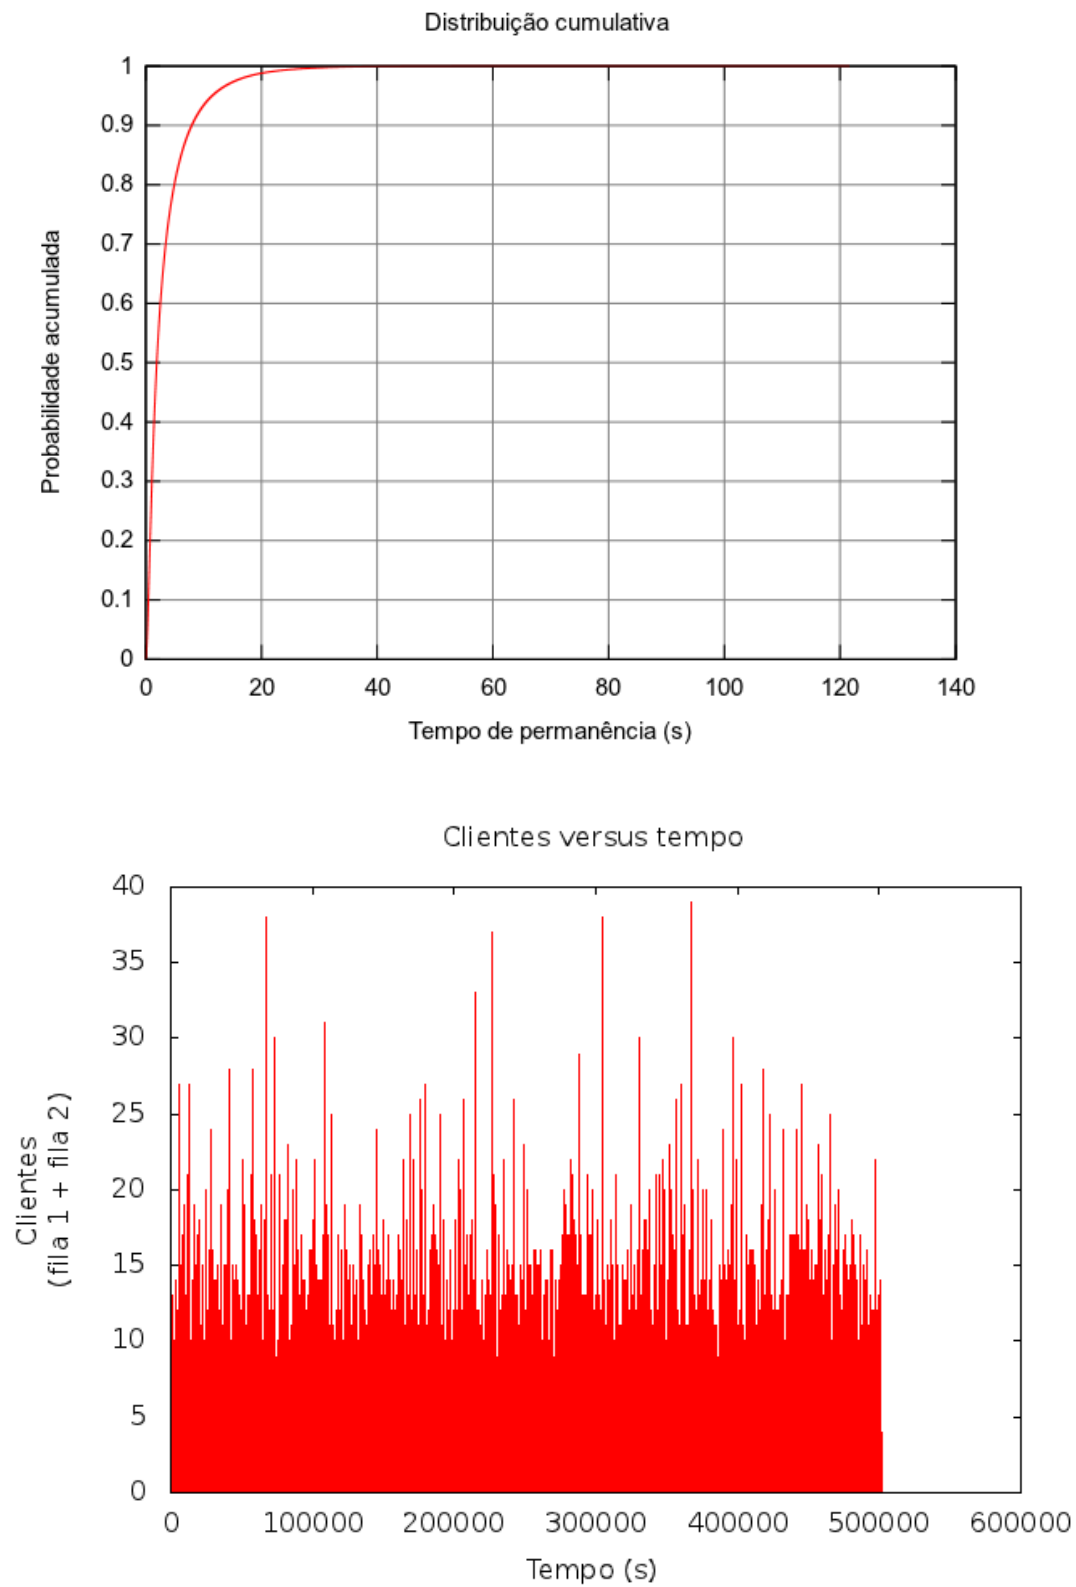 Distribuição cumulativa
1
0.9
0.8
0.7
0.6
0.5
0.4
0.3
0.2
0.1
0
Probabilidade acumulada
0 20 40 60 80 100 120 140
Tempo de permanência (s)
Clientes versus tempo
40
35
30
25
20
15
10
5
0
Clientes
(fila 1 + fila 2)
0 100000 200000 300000 400000 500000 600000
Tempo (s)